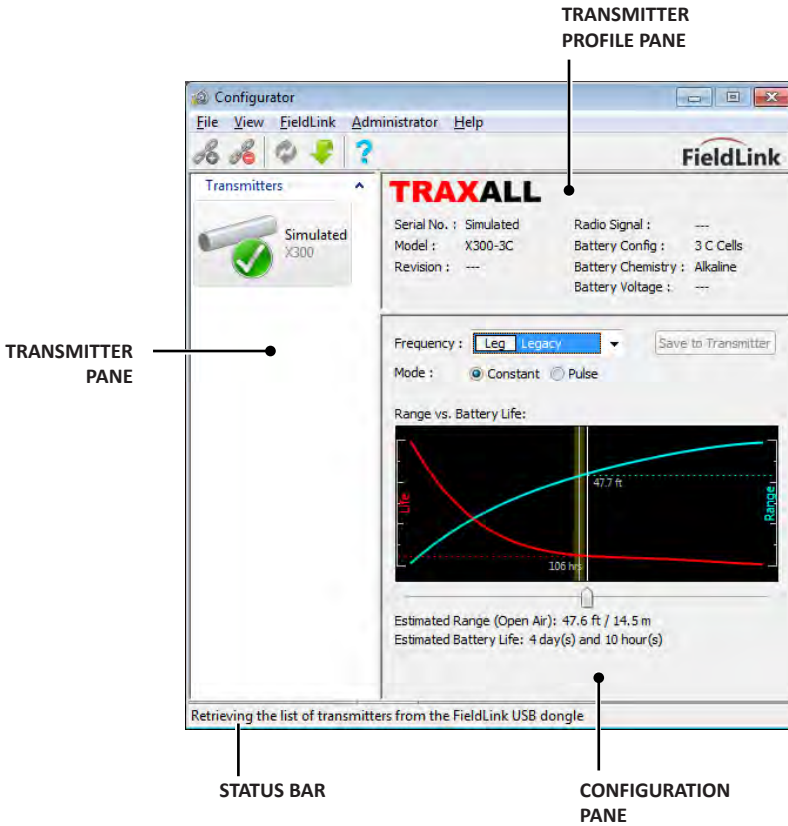 TRANSMITTER
PROFILE PANE
Configurator
File View FieldLink Administrator Help
FieldLink
Transmitters
Simulated
X300
TRAXALL
Serial No. : Simulated
Model : X300-3C
Revision : ---
Radio Signal : ---
Battery Config : 3 C Cells
Battery Chemistry : Alkaline
Battery Voltage : ---
TRANSMITTER
PANE
Frequency : Leg Legacy Save to Transmitter
Mode : Constant Pulse
Range vs. Battery Life:
Life
47.7 ft
Range
106 hrs
Estimated Range (Open Air): 47.6 ft / 14.5 m
Estimated Battery Life: 4 day(s) and 10 hour(s)
Retrieving the list of transmitters from the FieldLink USB dongle
STATUS BAR
CONFIGURATION
PANE